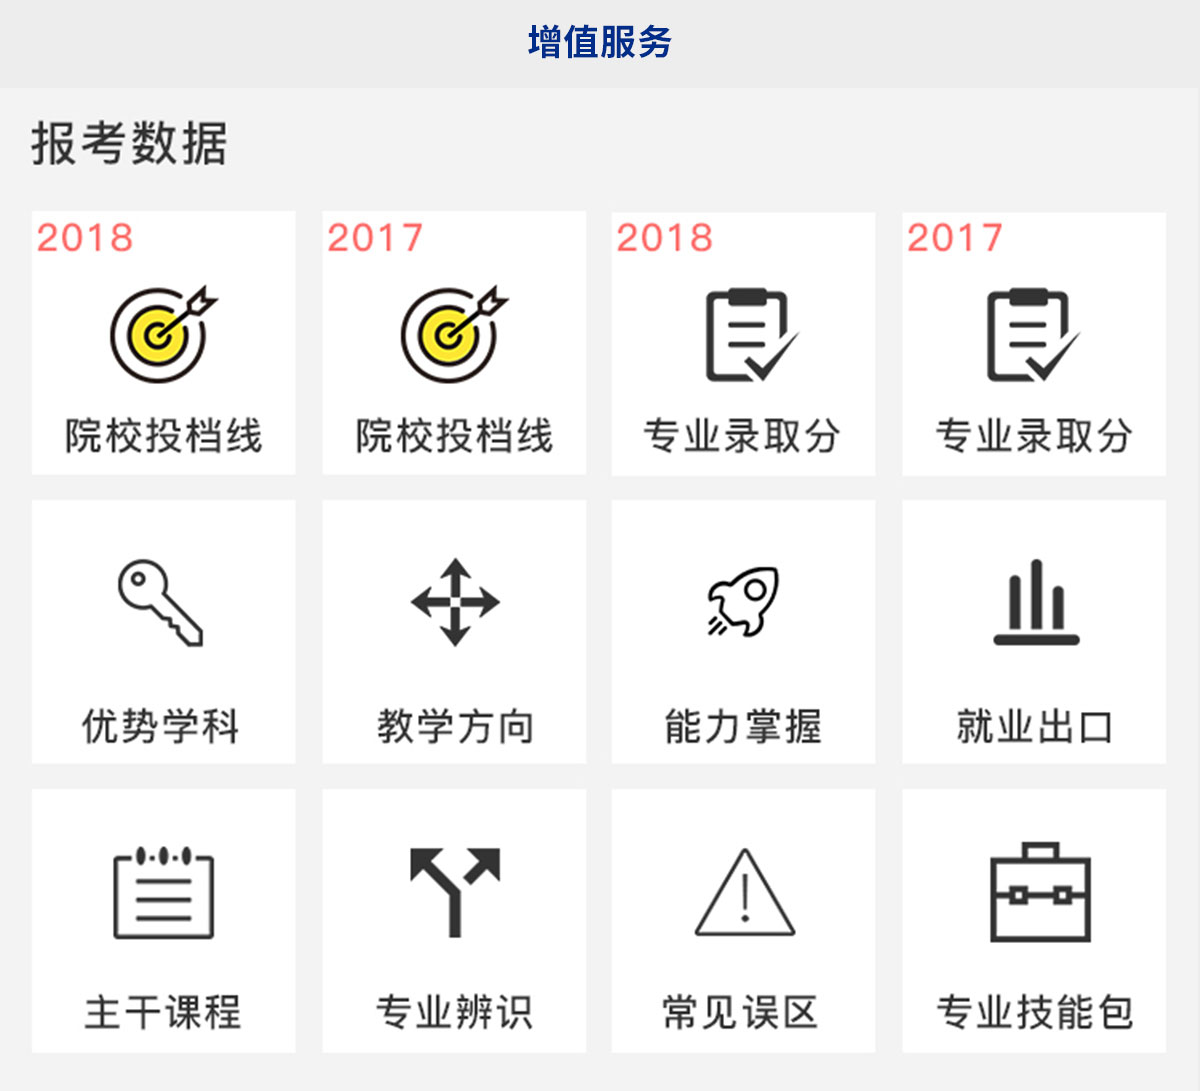 增值服务
报考数据
2018 2017 2018 2017
院校投档线 院校投档线 专业录取分 专业录取分
优势学科 教学方向 能力掌握 就业出口
主干课程 专业辨识 常见误区 专业技能包